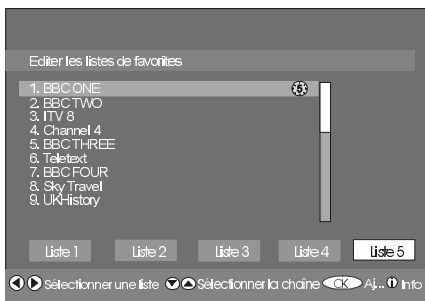 Editer les listes de favorites
1. BBC ONE
2. BBC TWO
3. ITV 8
4. Channel 4
5. BBC THREE
6. Teletext
7. BBC FOUR
8. Sky Travel
9. UKHistory
Liste 1 Liste 2 Liste 3 Liste 4 Liste 5
Sélectionner une liste Sélectionner la chaîne OK Aj... i Info